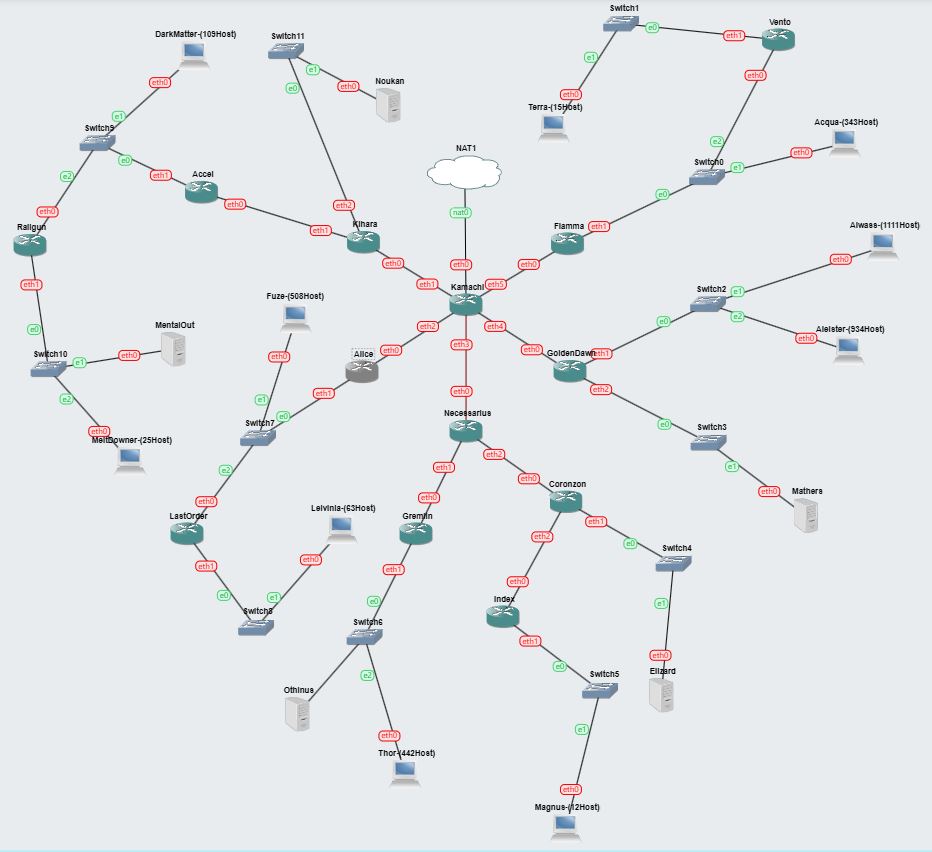 Switch1
e0
eth1
Vento
DarkMatter-(109Host)
Switch11
e1
eth0
e1
eth0
eth0
Noukan
e0
eth0
Terra-(15Host)
Acqua-(343Host)
e1
Switch9
e0
e2
eth1
Accel
eth0
NAT1
nat0
e2
eth0
e1
Switch0
e0
eth0
Railgun
eth1
eth2
eth1
Kihara
eth0
eth0
Fiamma
eth1
eth0
Aiwass-(1111Host)
eth0
eth1
Kamachi
eth5
Switch2
e1
e2
e0
Fuze-(508Host)
eth2
eth4
eth3
Aleister-(934Host)
eth0
e0
MentalOut
Switch10
e1
eth0
e2
eth0
Alice
eth0
eth1
eth0
GoldenDawn
eth1
eth2
eth0
e1
e0
Switch7
e2
Necessarius
eth0
MeltDowner-(25Host)
eth1
eth2
e0
Switch3
e1
eth0
Mathers
eth0
LastOrder
eth1
Leivinia-(63Host)
eth0
eth0
Gremlin
eth1
eth0
Coronzon
eth1
eth2
e0
Switch4
e1
e0
e1
Switch8
e0
Switch6
e2
eth0
Index
eth1
e0
Switch5
e1
eth0
Elizard
Othinus
eth0
Thor-(442Host)
eth0
Magnus-(12Host)